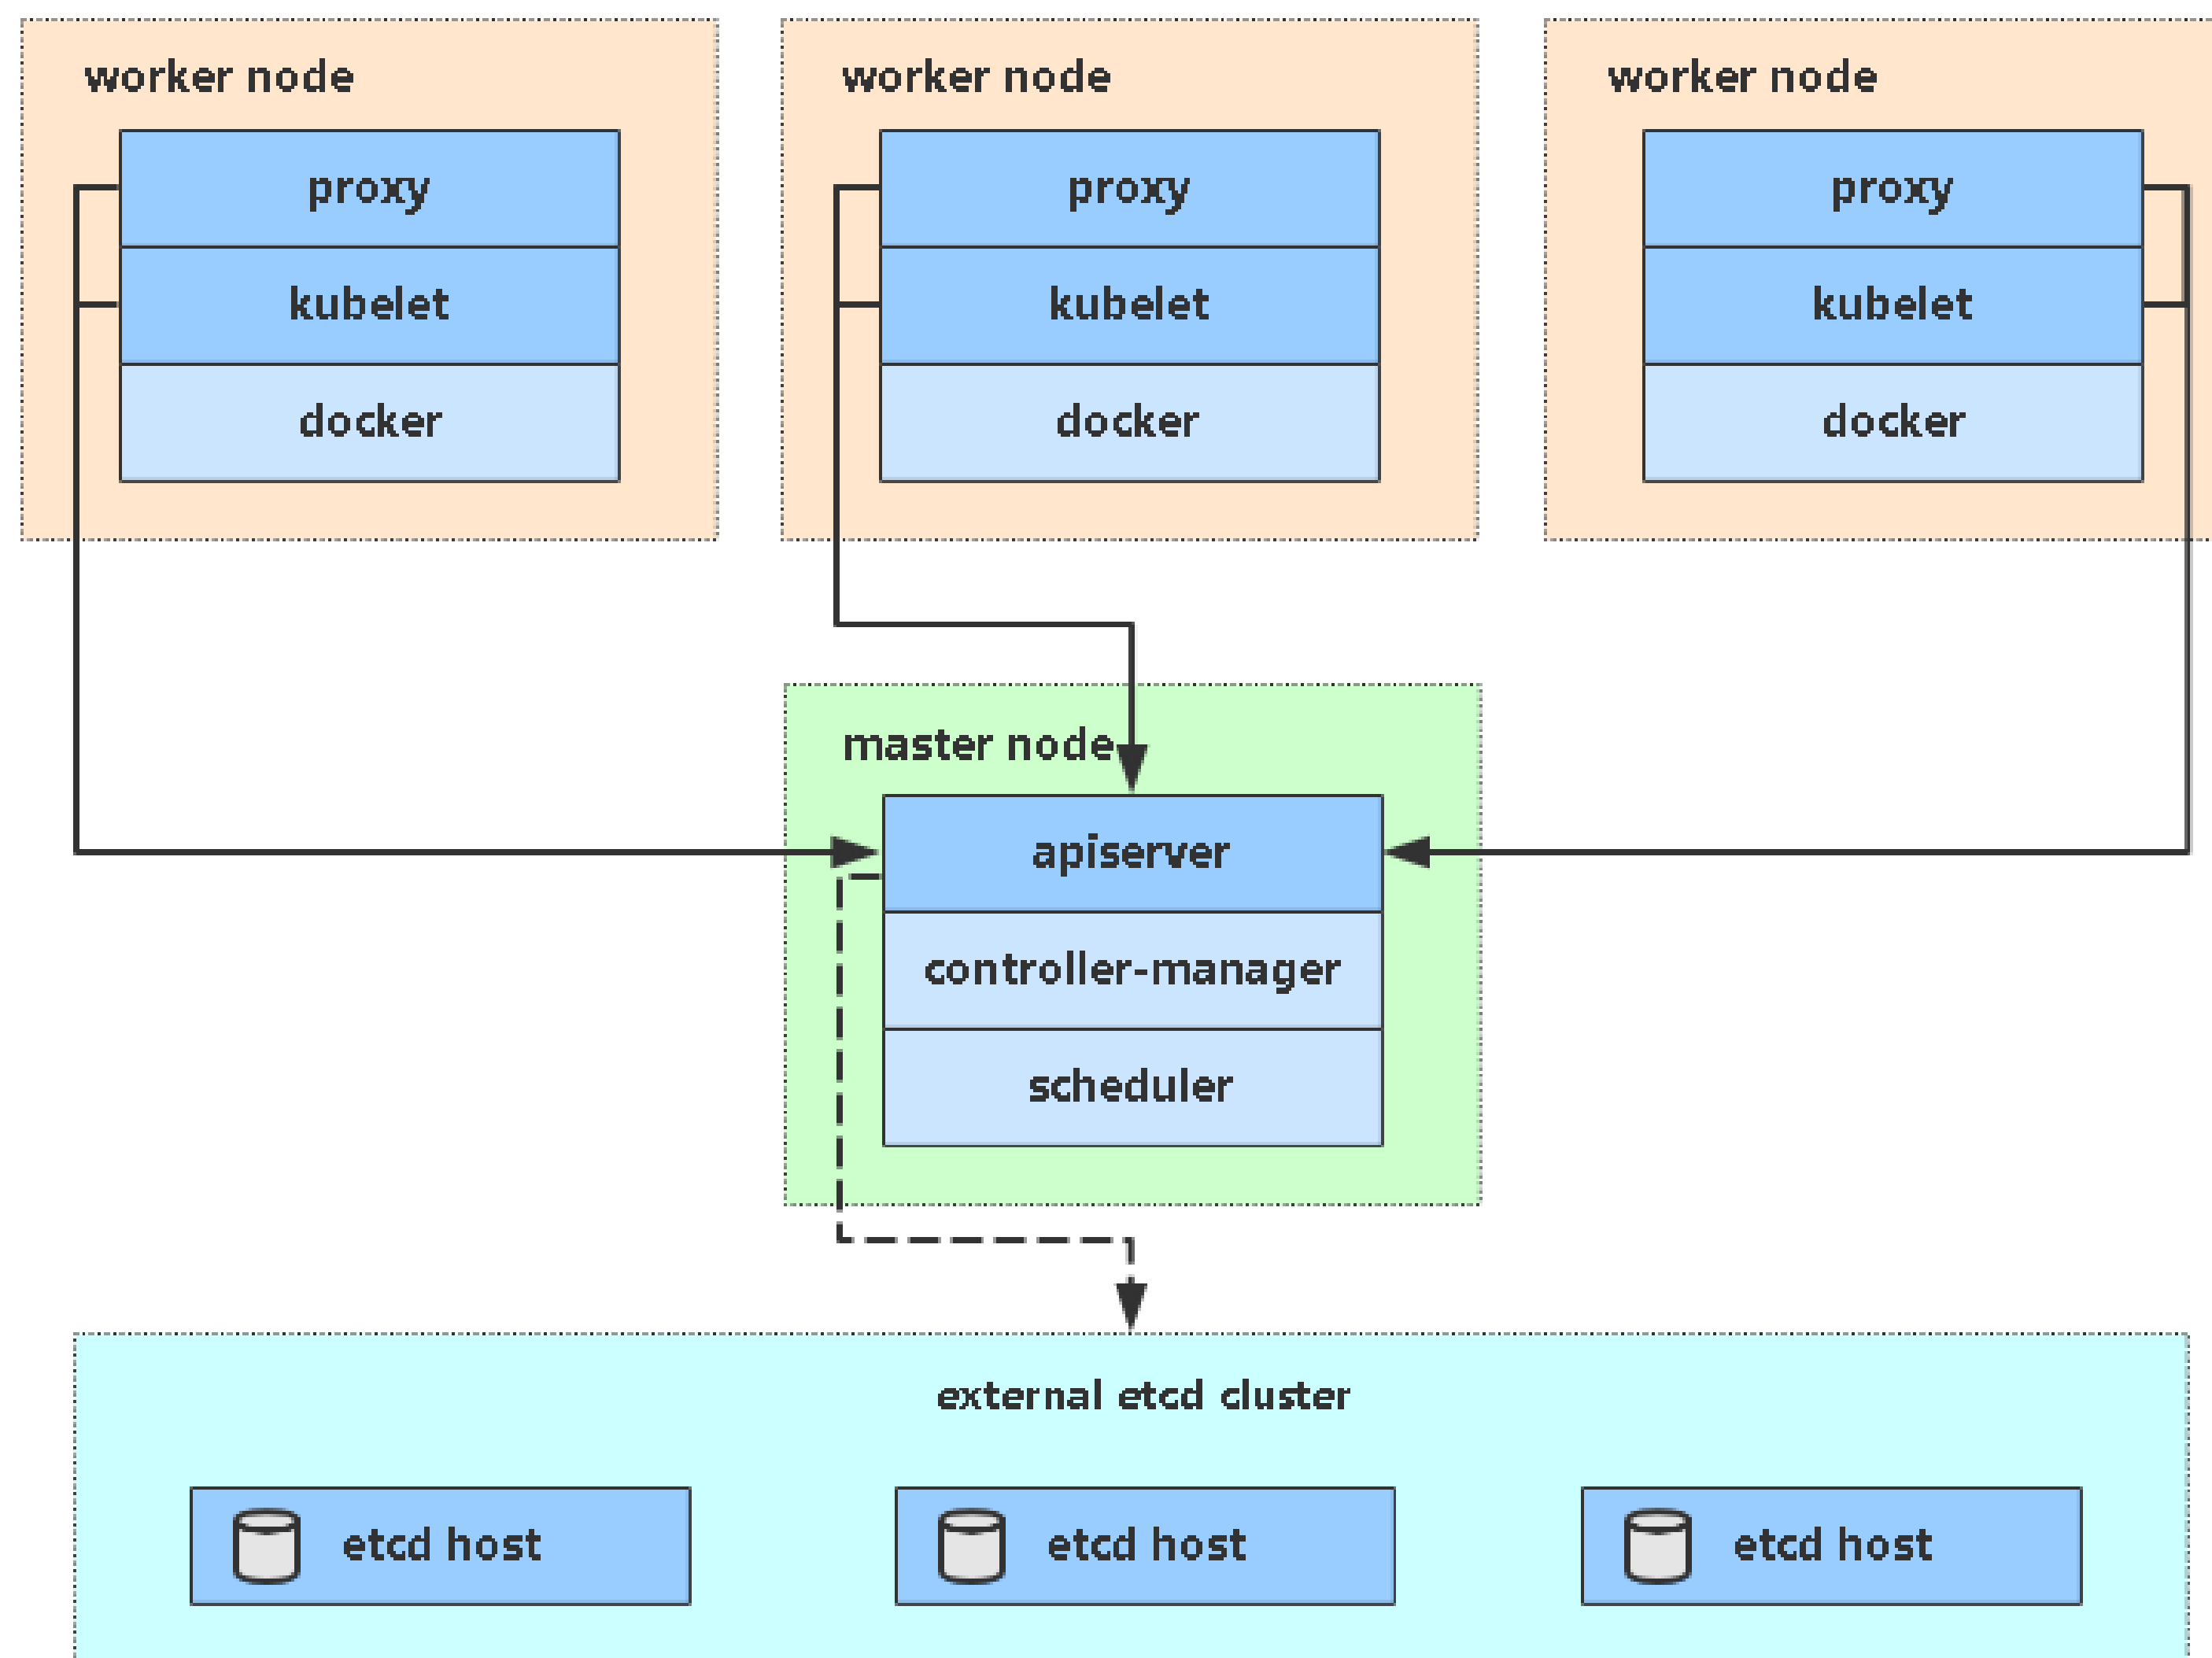 worker node
worker node
worker node
proxy
proxy
proxy
kubelet
kubelet
kubelet
docker
docker
docker
master node
apiserver
controller-manager
scheduler
external etcd cluster
etcd host
etcd host
etcd host